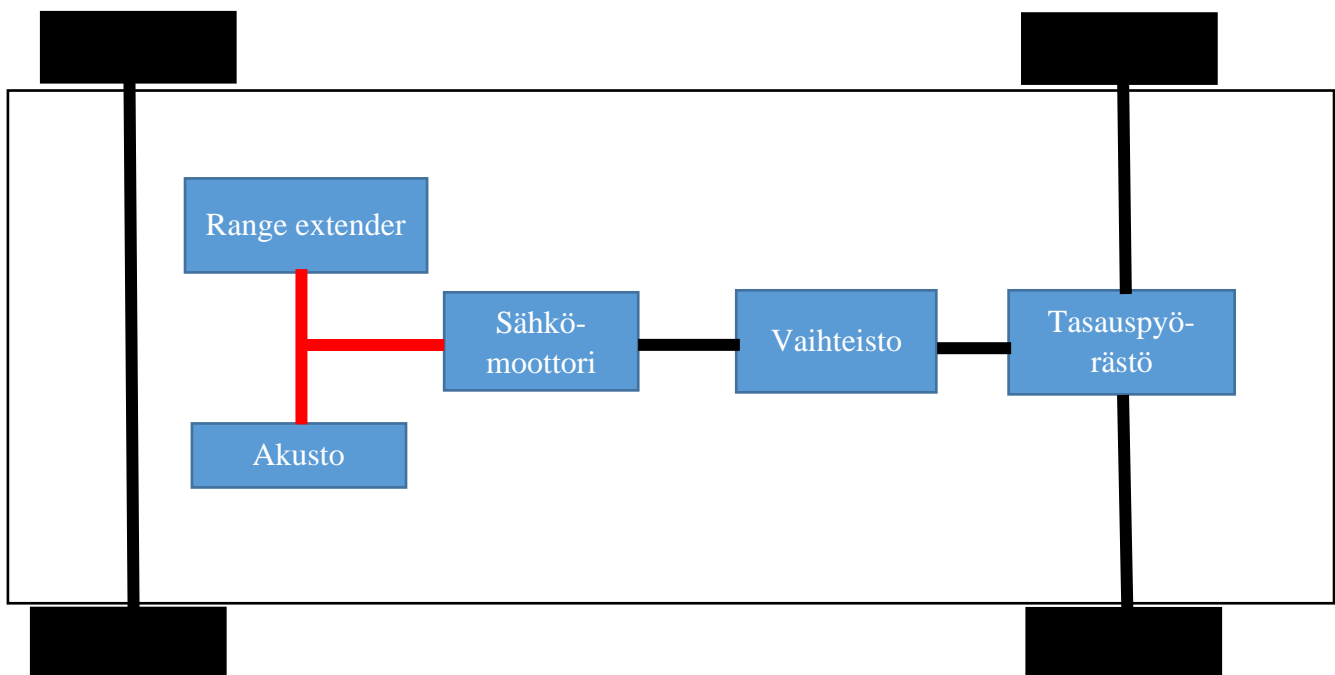 Range extender
Sähkö-
moottori
Vaihteisto
Tasauspyö-
rästö
Akusto